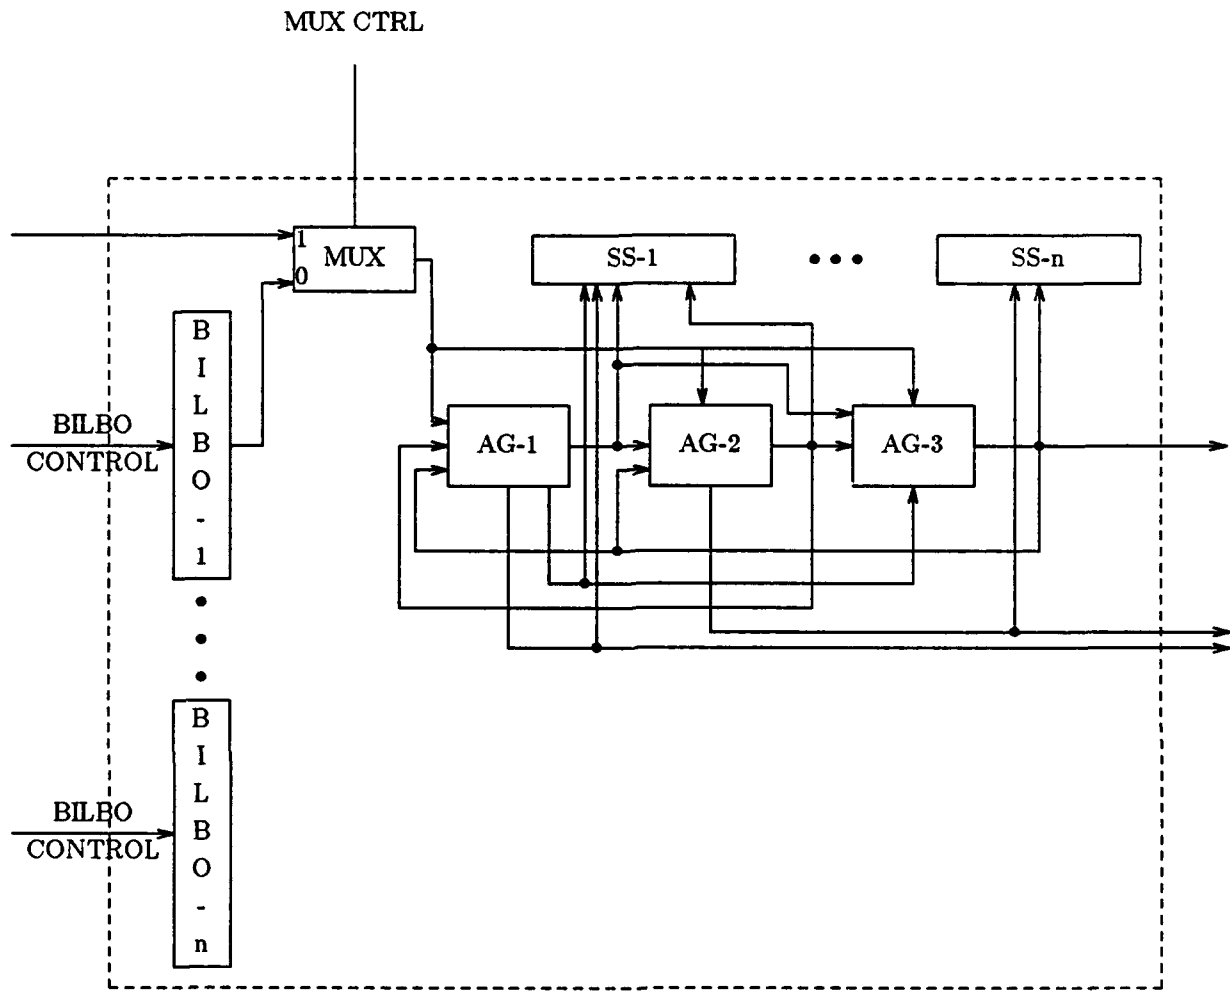 MUX CTRL
1
MUX
0
SS-1
SS-n
B
I
L
B
O
-
1
BILBO
CONTROL
AG-1
AG-2
AG-3
B
I
L
B
O
-
n
BILBO
CONTROL